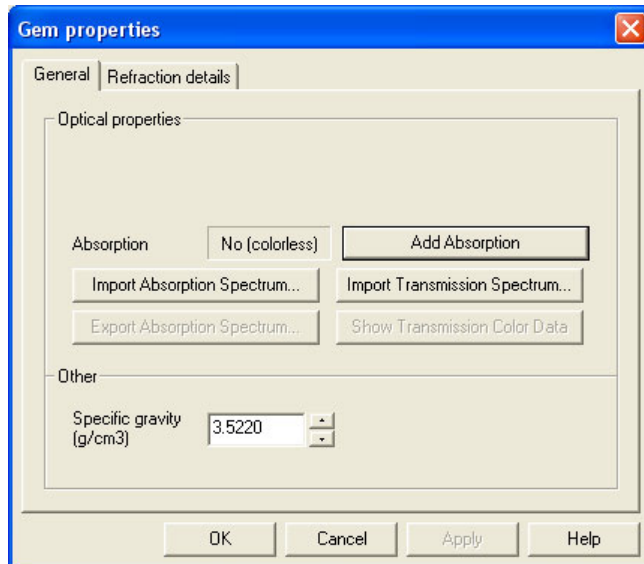 Gem properties
General
Refraction details
Optical properties
Absorption
No (colorless)
Add Absorption
Import Absorption Spectrum...
Import Transmission Spectrum...
Export Absorption Spectrum...
Show Transmission Color Data
Other
Specific gravity
(g/cm3)
3.5220
OK
Cancel
Apply
Help